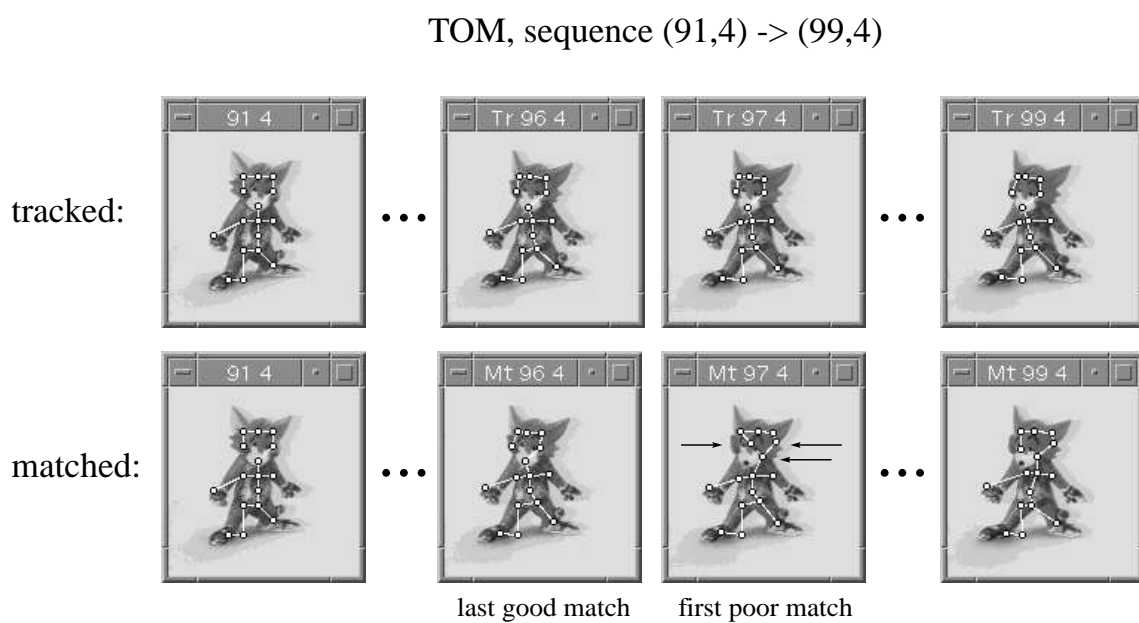 TOM, sequence (91,4) -> (99,4)
91 4 Tr 96 4 Tr 97 4 Tr 99 4
tracked: ... ...
91 4 Mt 96 4 Mt 97 4 Mt 99 4
matched: ... ...
last good match first poor match